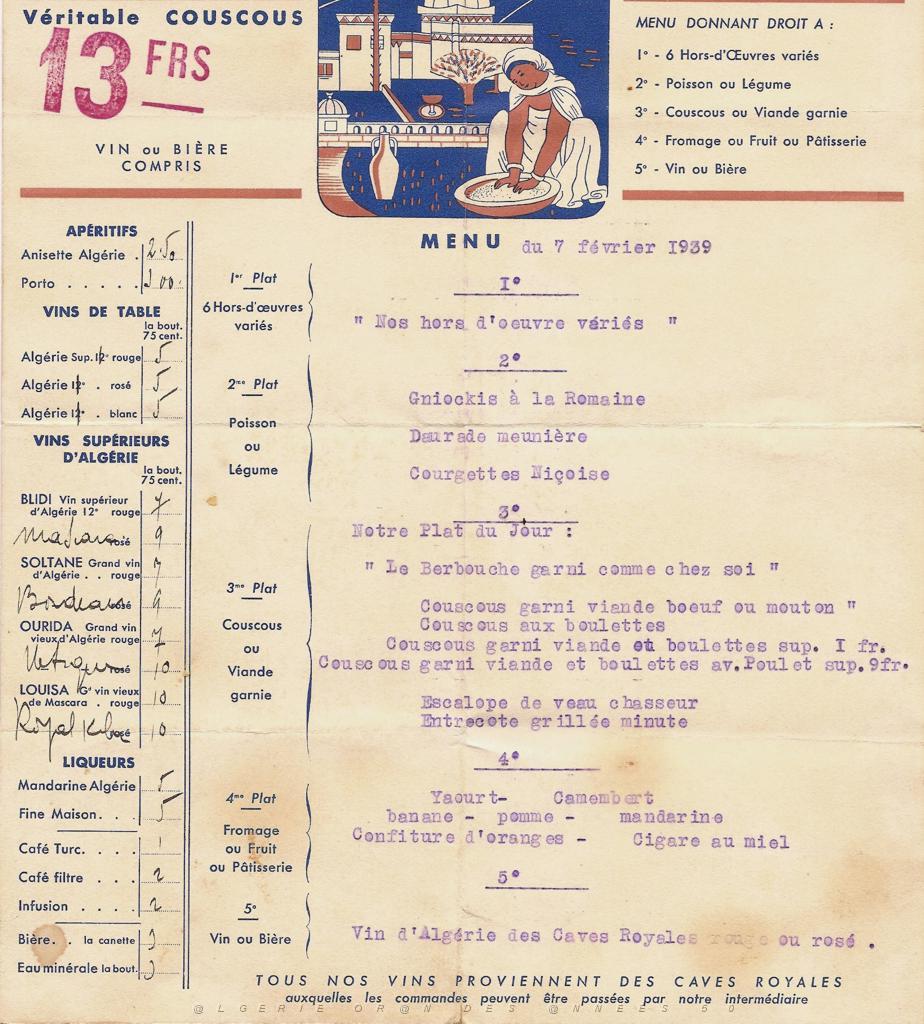 Véritable COUSCOUS
13 FRS
VIN ou BIÈRE
COMPRIS
MENU DONNANT DROIT A :
1° - 6 Hors-d'Œuvres variés
2° - Poisson ou Légume
3° - Couscous ou Viande garnie
4° - Fromage ou Fruit ou Pâtisserie
5° - Vin ou Bière
APÉRITIFS
Anisette Algérie . 2.50
Porto . . . . . 3 00.
VINS DE TABLE
la bout.
75 cent.
Algérie Sup. 12° rouge 5
Algérie 12° . rosé 5
Algérie 12° . blanc 5
VINS SUPÉRIEURS
D'ALGÉRIE
la bout.
75 cent.
BLIDI Vin supérieur
d'Algérie 12° rouge 7
rosé 9
SOLTANE Grand vin
d'Algérie . . rouge 7
Bordeaux rosé 9
OURIDA Grand vin
vieux d'Algérie rouge 7
rosé 10
LOUISA Gd vin vieux
de Mascara . rouge 10
Royal Kebir rosé 10
LIQUEURS
Mandarine Algérie 5
Fine Maison. . . 5
Café Turc. . . . 1
Café filtre . . . 2
Infusion . . . . 2
Bière. . la canette 3
Eau minérale la bout. 3
1er Plat
6 Hors-d'œuvres
variés
2me Plat
Poisson
ou
Légume
3me Plat
Couscous
ou
Viande
garnie
4me Plat
Fromage
ou Fruit
ou Pâtisserie
5°
Vin ou Bière
MENU du 7 février 1939
I°
" Nos hors d'oeuvre váriés "
2°
Gniockis à la Romaine
Daurade meunière
Courgettes Niçoise
3°
Notre Plat du Jour :
" Le Berbouche garni comme chez soi "
Couscous garni viande boeuf ou mouton "
Couscous aux boulettes
Couscous garni viande et boulettes sup. I fr.
Couscous garni viande et boulettes av.Poulet sup.9fr.
Escalope de veau chasseur
Entrecote grillée minute
4°
Yaourt- Camembert
banane - pomme - mandarine
Confiture d'oranges - Cigare au miel
5°
Vin d'Algérie des Caves Royales rouge ou rosé .
TOUS NOS VINS PROVIENNENT DES CAVES ROYALES
auxquelles les commandes peuvent être passées par notre intermédiaire
@LGERIE OR@N DES @NNEES 50